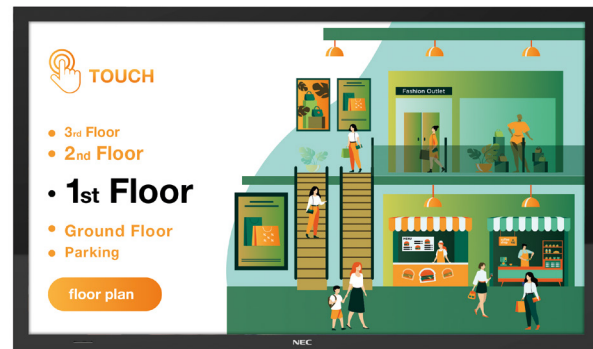 TOUCH
3rd Floor
2nd Floor
1st Floor
Ground Floor
Parking
floor plan
Fashion Outlet
NEC